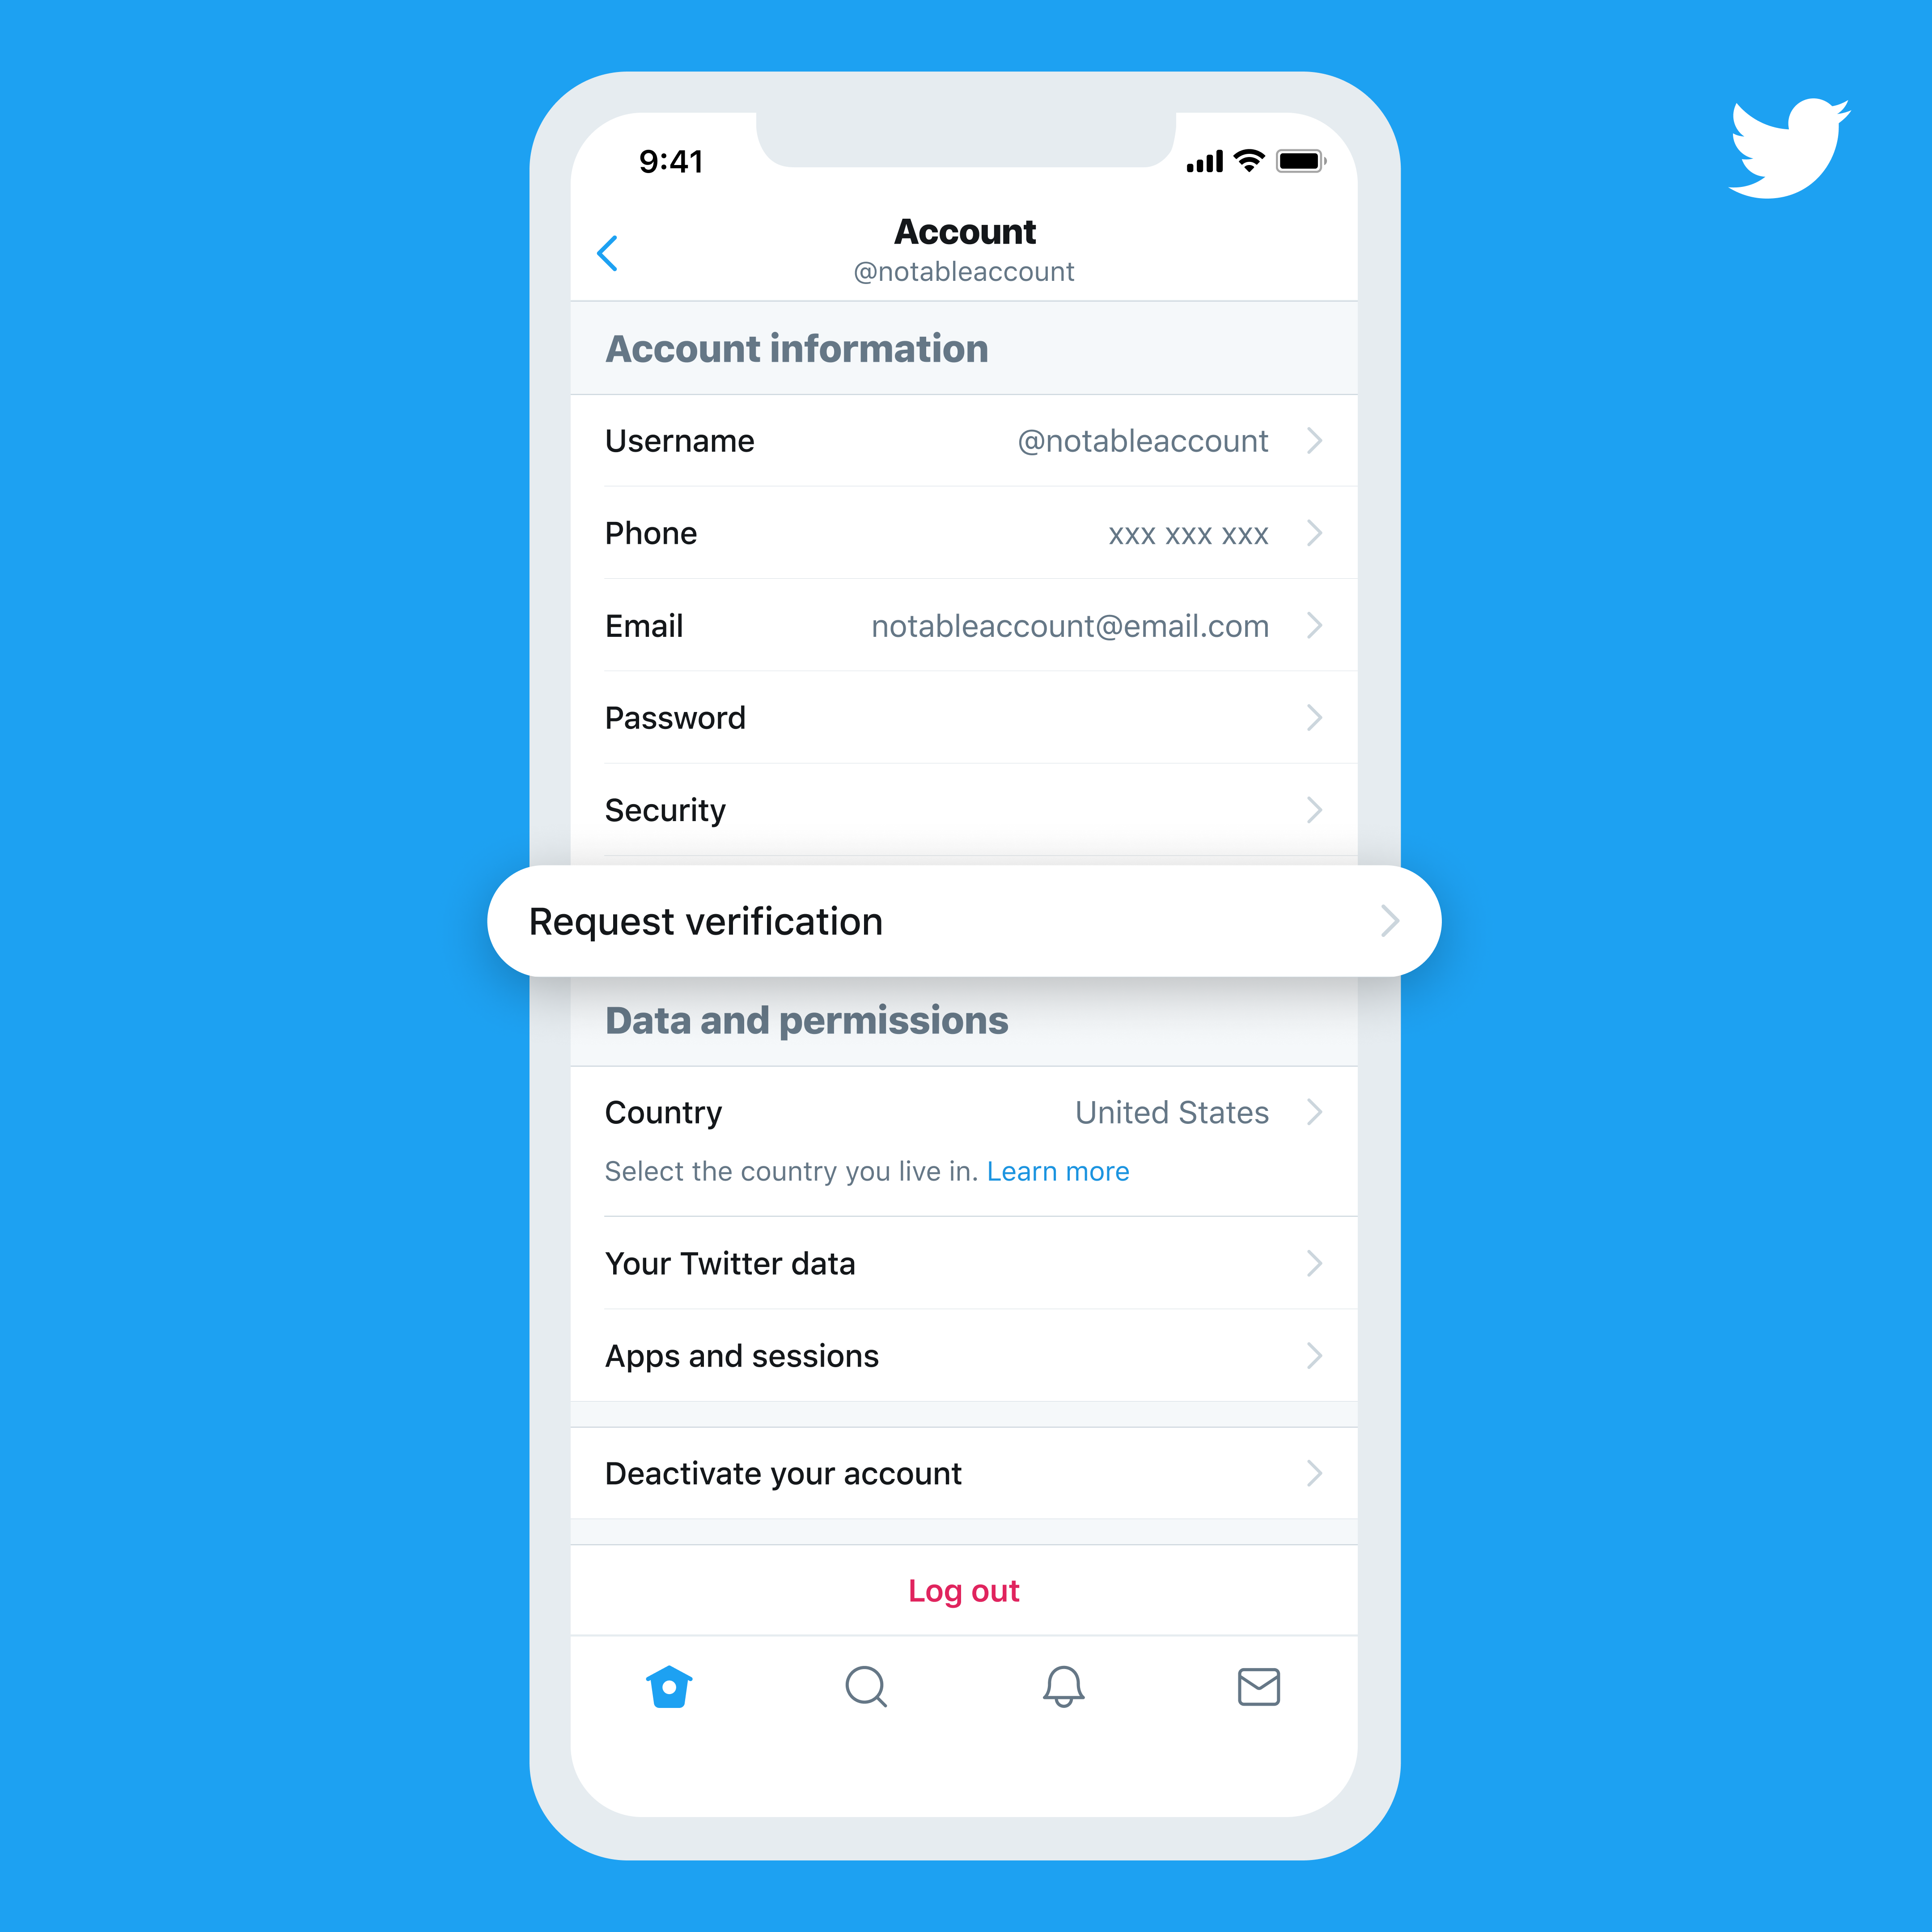 9:41
Account
@notableaccount
Account information
Username @notableaccount
Phone xxx xxx xxx
Email notableaccount@email.com
Password
Security
Request verification
Data and permissions
Country United States
Select the country you live in. Learn more
Your Twitter data
Apps and sessions
Deactivate your account
Log out